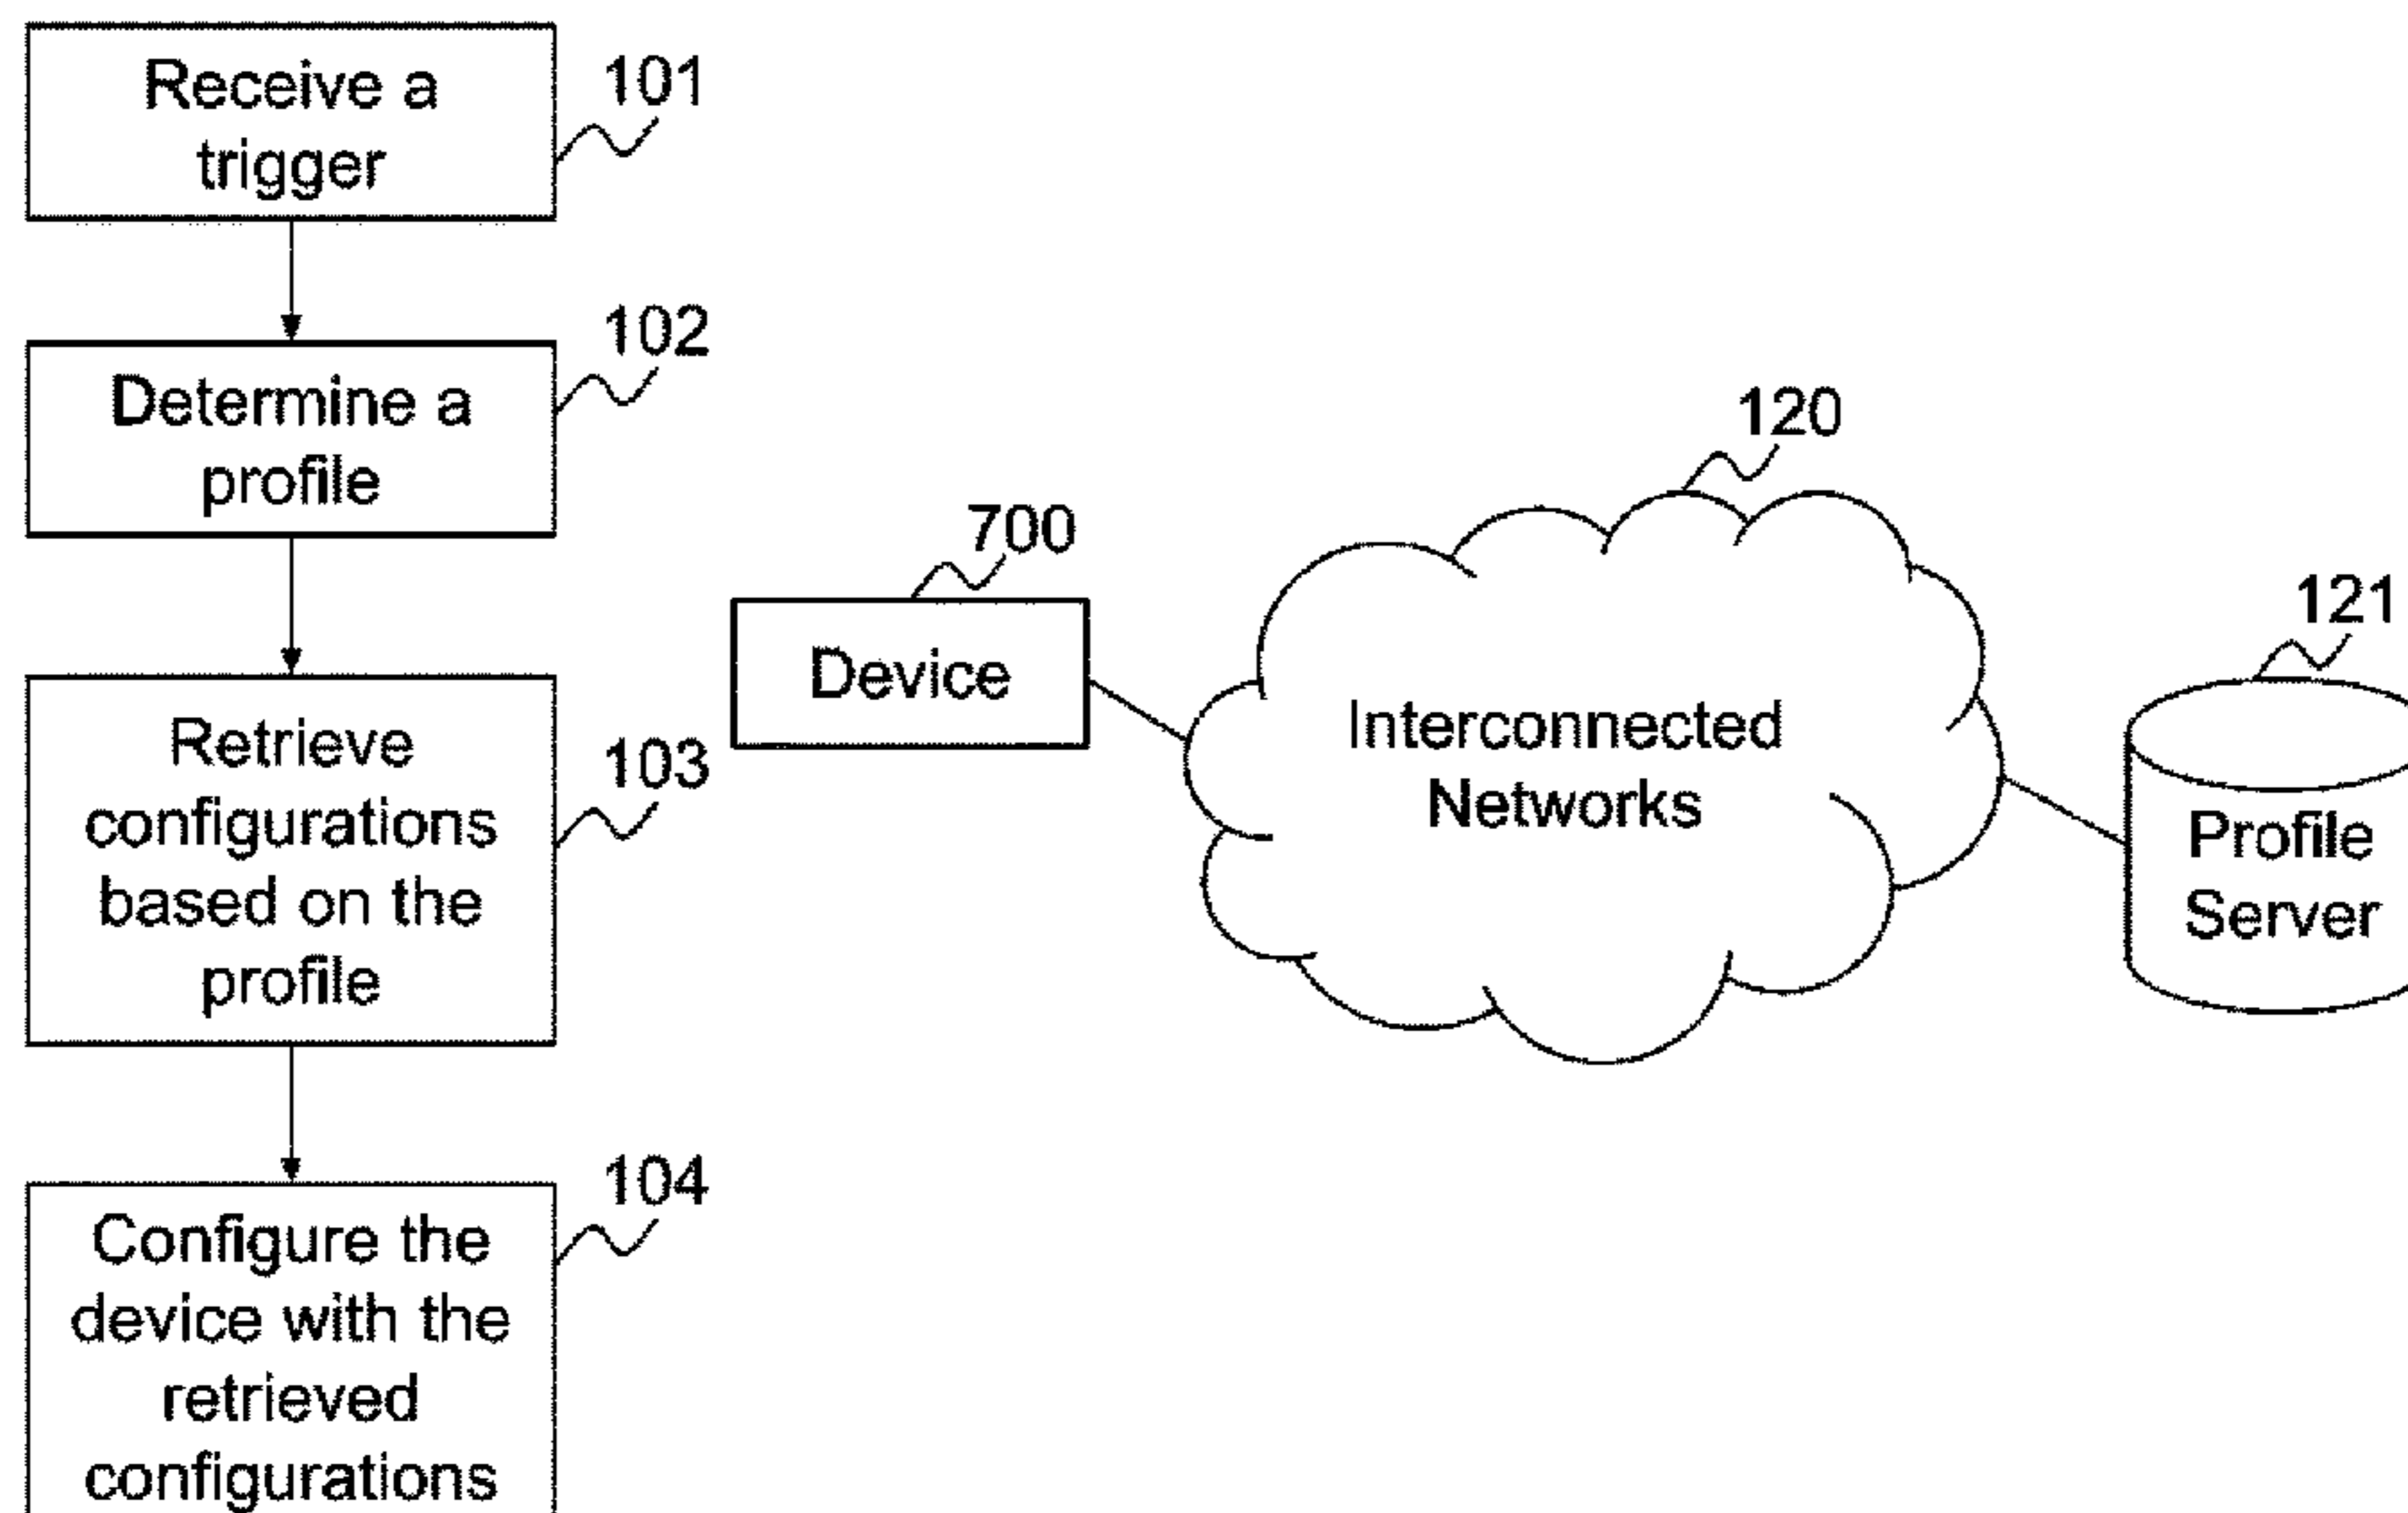 Receive a
trigger
101
Determine a
profile
102
Retrieve
configurations
based on the
profile
103
Configure the
device with the
retrieved
configurations
104
700
Device
120
Interconnected
Networks
121
Profile
Server